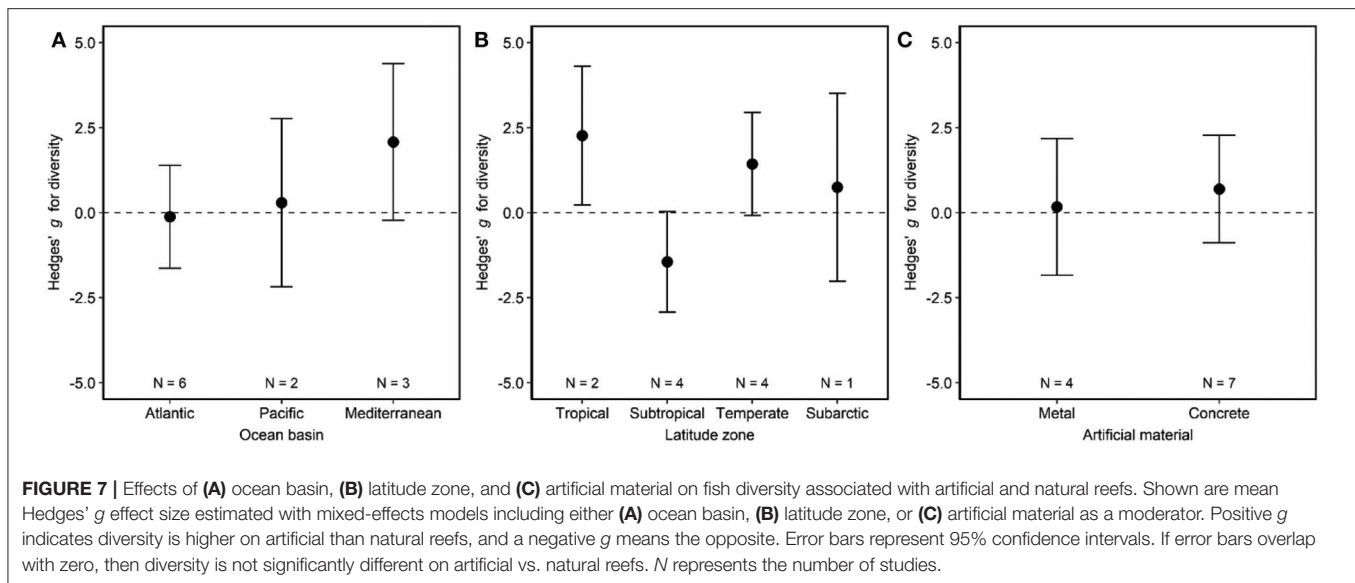 A
5.0
2.5
0.0
-2.5
-5.0
Hedges' g for diversity
N = 6
N = 2
N = 3
Atlantic
Pacific
Mediterranean
Ocean basin
B
5.0
2.5
0.0
-2.5
-5.0
Hedges' g for diversity
N = 2
N = 4
N = 4
N = 1
Tropical
Subtropical
Temperate
Subarctic
Latitude zone
C
5.0
2.5
0.0
-2.5
-5.0
Hedges' g for diversity
N = 4
N = 7
Metal
Concrete
Artificial material
FIGURE 7 | Effects of (A) ocean basin, (B) latitude zone, and (C) artificial material on fish diversity associated with artificial and natural reefs. Shown are mean
Hedges' g effect size estimated with mixed-effects models including either (A) ocean basin, (B) latitude zone, or (C) artificial material as a moderator. Positive g
indicates diversity is higher on artificial than natural reefs, and a negative g means the opposite. Error bars represent 95% confidence intervals. If error bars overlap
with zero, then diversity is not significantly different on artificial vs. natural reefs. N represents the number of studies.